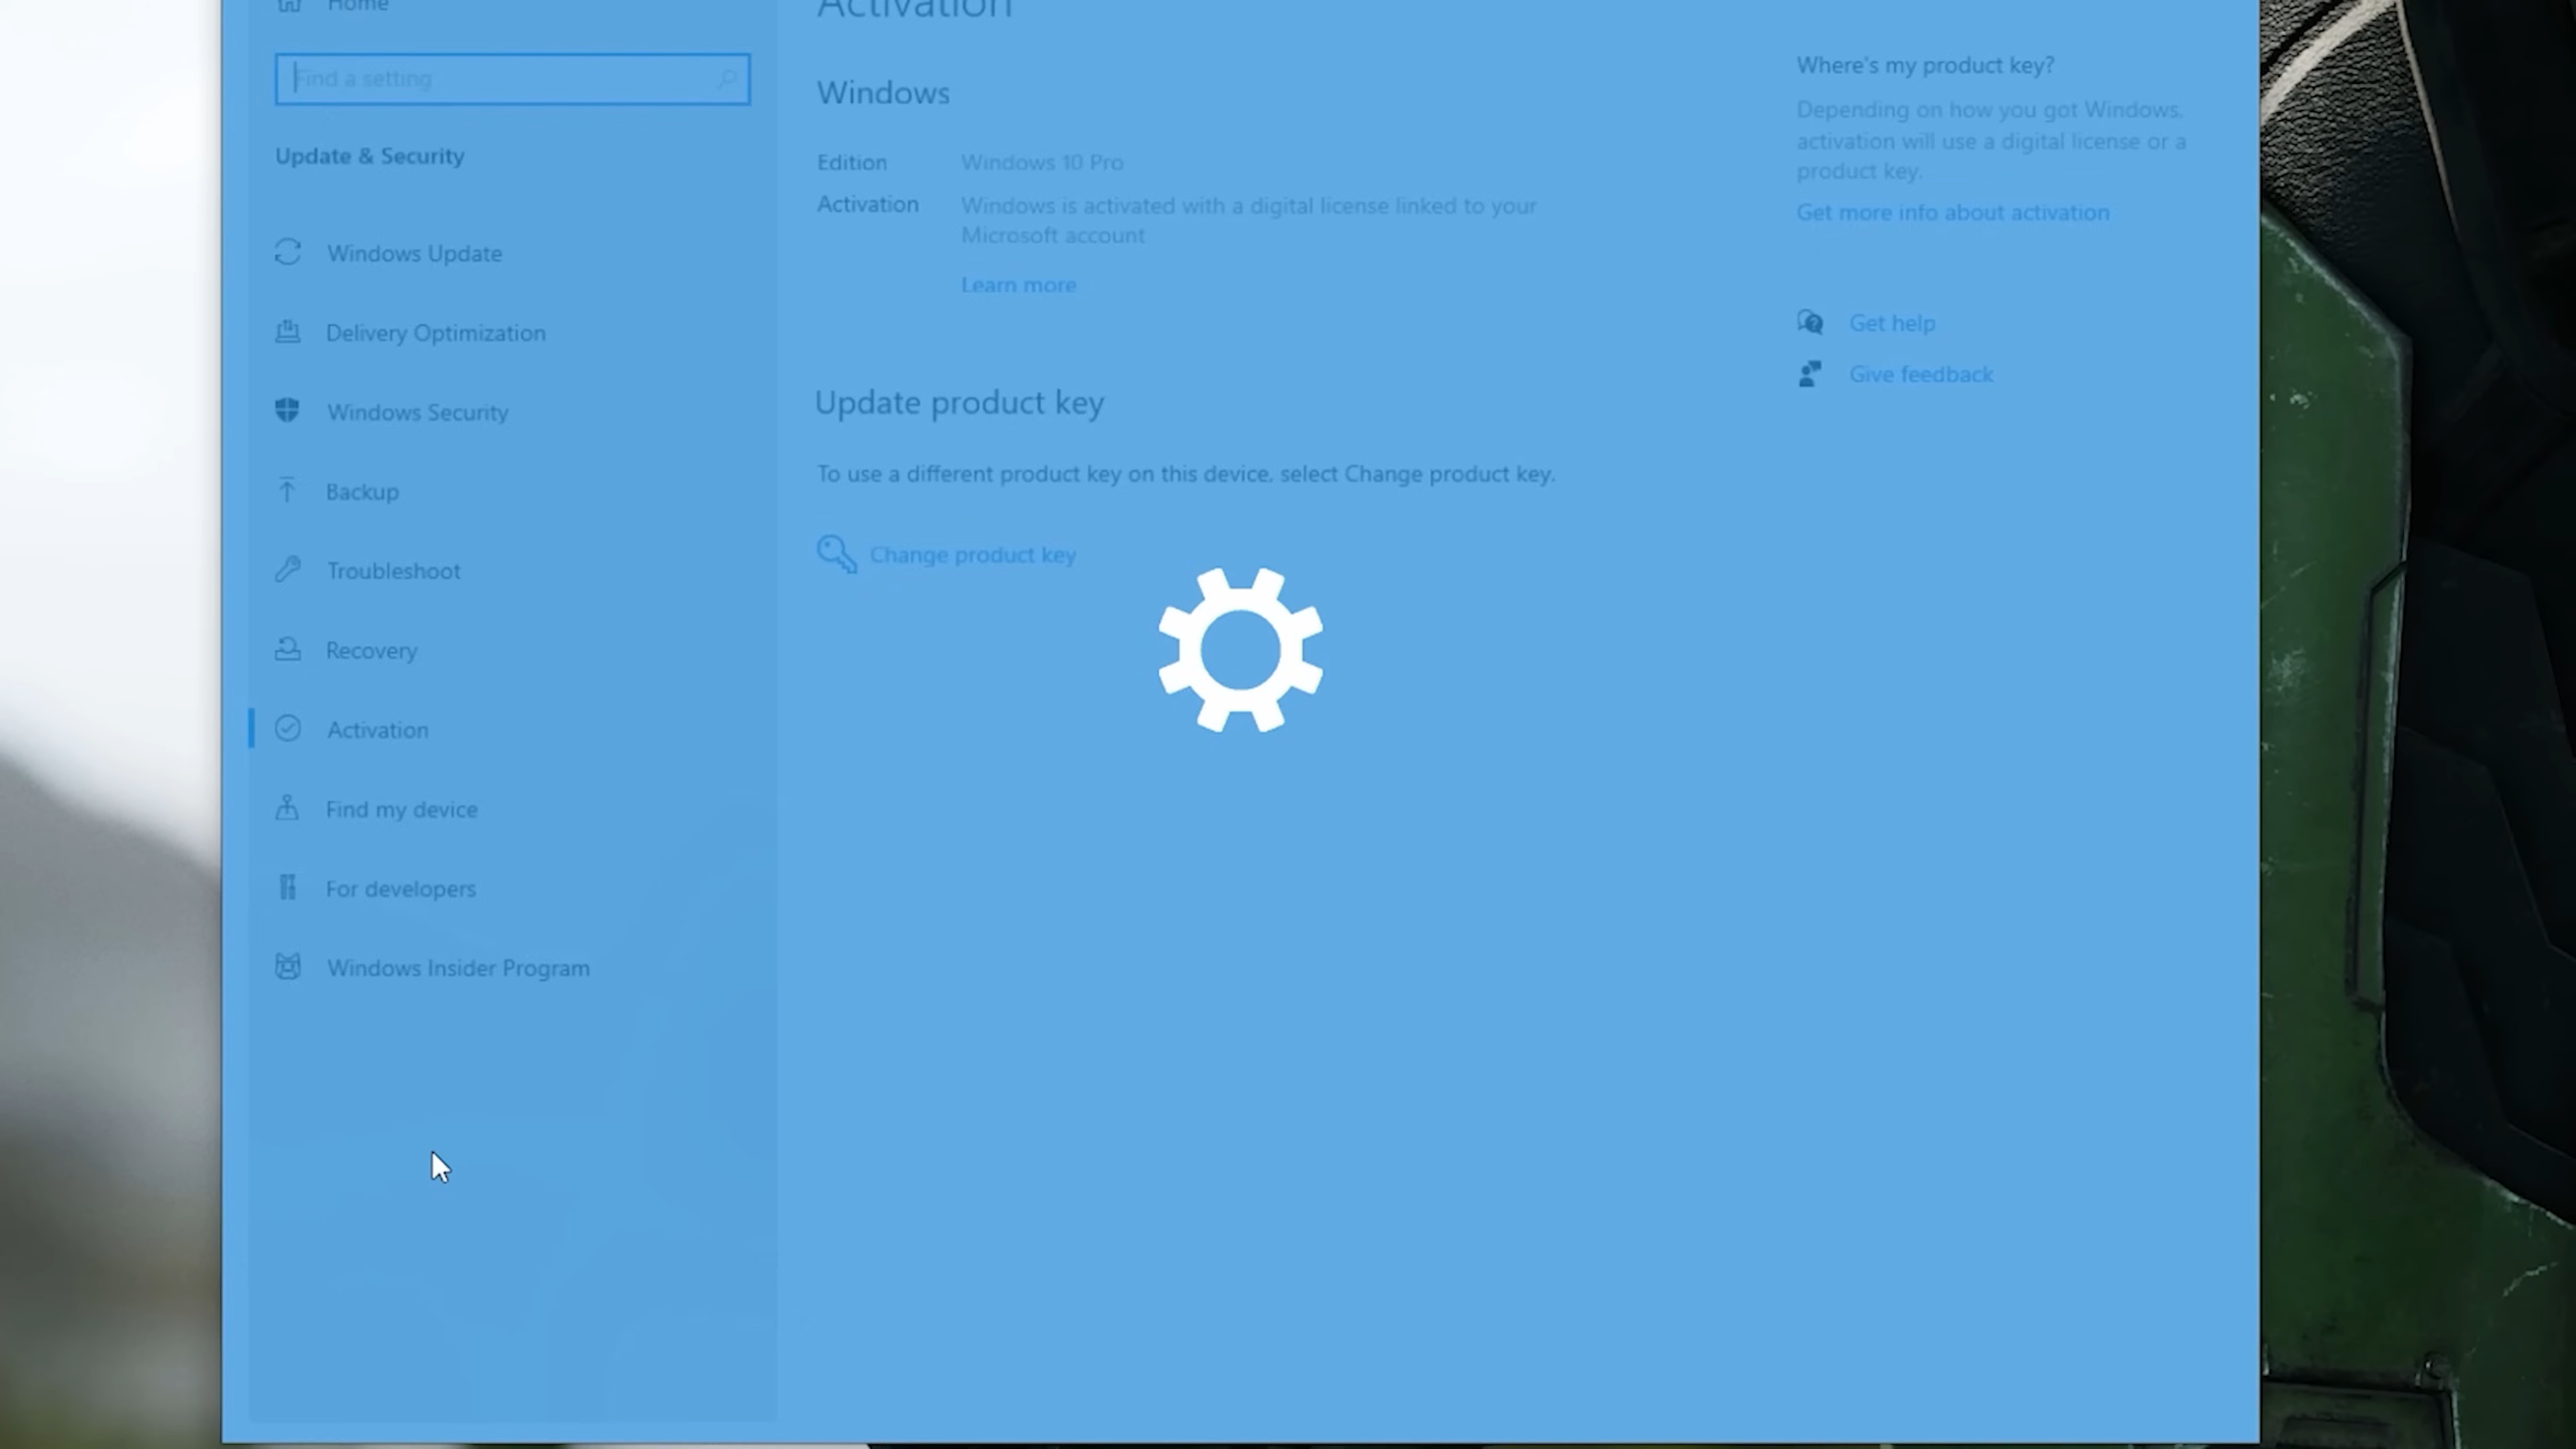 Home
Find a setting
Update & Security
Windows Update
Delivery Optimization
Windows Security
Backup
Troubleshoot
Recovery
Activation
Find my device
For developers
Windows Insider Program
Activation
Windows
Edition Windows 10 Pro
Activation Windows is activated with a digital license linked to your
Microsoft account
Learn more
Update product key
To use a different product key on this device, select Change product key.
Change product key
Where's my product key?
Depending on how you got Windows,
activation will use a digital license or a
product key.
Get more info about activation
Get help
Give feedback